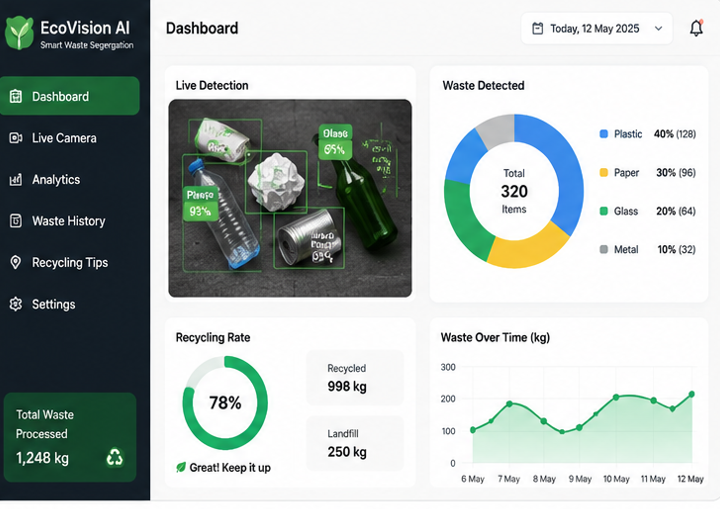 EcoVision AI
Smart Waste Segergation
Dashboard
Live Camera
Analytics
Waste History
Recycling Tips
Settings
Total Waste
Processed
1,248 kg
Dashboard
Today, 12 May 2025
Live Detection
Glass
93%
Waste Detected
Total
320
Items
Plastic 40% (128)
Paper 30% (96)
Glass 20% (64)
Metal 10% (32)
Recycling Rate
78%
Great! Keep it up
Recycled
998 kg
Landfill
250 kg
Waste Over Time (kg)
300
200
100
0
6 May 7 May 8 May 9 May 10 May 11 May 12 May